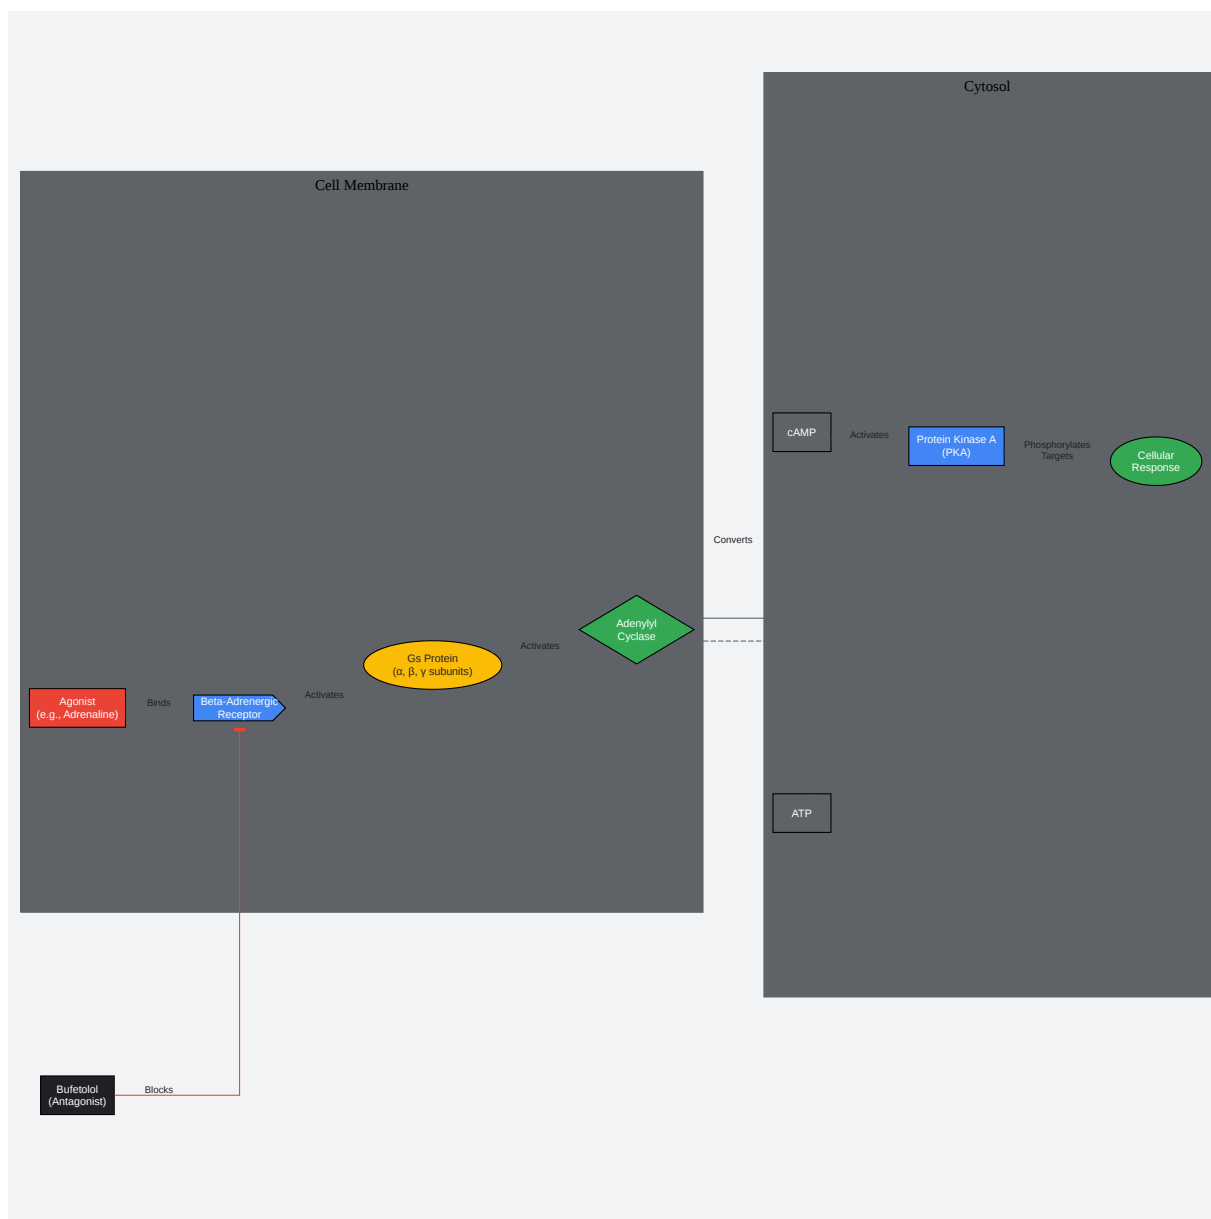 Cytosol
Cell Membrane
cAMP
Activates
Protein Kinase A
(PKA)
Phosphorylates
Targets
Cellular
Response
Converts
Adenylyl
Cyclase
Activates
Gs Protein
(α, β, γ subunits)
Activates
Agonist
(e.g., Adrenaline)
Binds
Beta-Adrenergic
Receptor
ATP
Bufetolol
(Antagonist)
Blocks